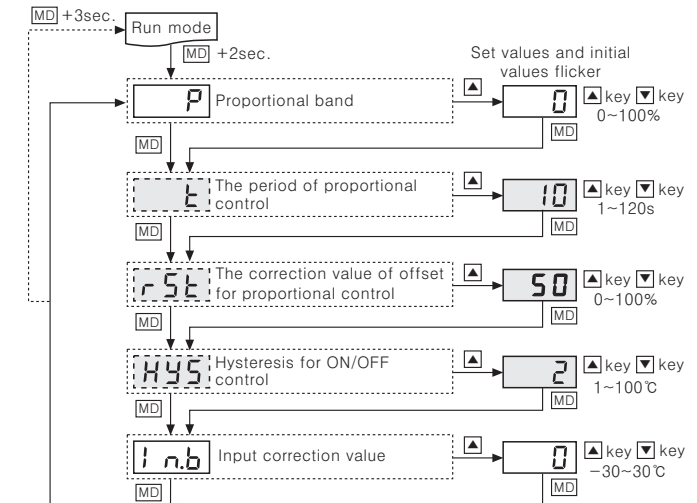 MD +3sec.
Run mode
MD +2sec.
Set values and initial
values flicker
P Proportional band ▲ 0 ▲ key ▼ key
0~100%
MD MD
t The period of proportional
control ▲ 10 ▲ key ▼ key
1~120s
MD MD
rSt The correction value of offset
for proportional control ▲ 50 ▲ key ▼ key
0~100%
MD MD
HYS Hysteresis for ON/OFF
control ▲ 2 ▲ key ▼ key
1~100℃
MD MD
In.b Input correction value ▲ 0 ▲ key ▼ key
−30~30℃
MD MD